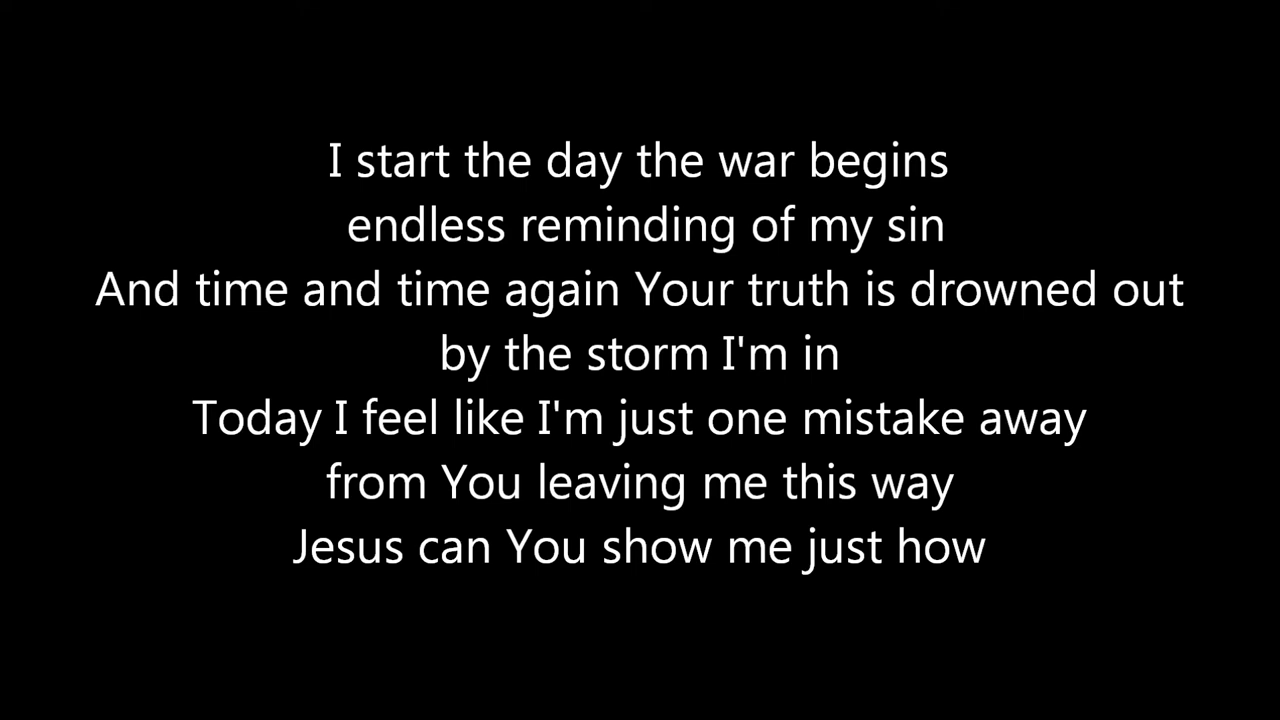 I start the day the war begins
endless reminding of my sin
And time and time again Your truth is drowned out
by the storm I'm in
Today I feel like I'm just one mistake away
from You leaving me this way
Jesus can You show me just how